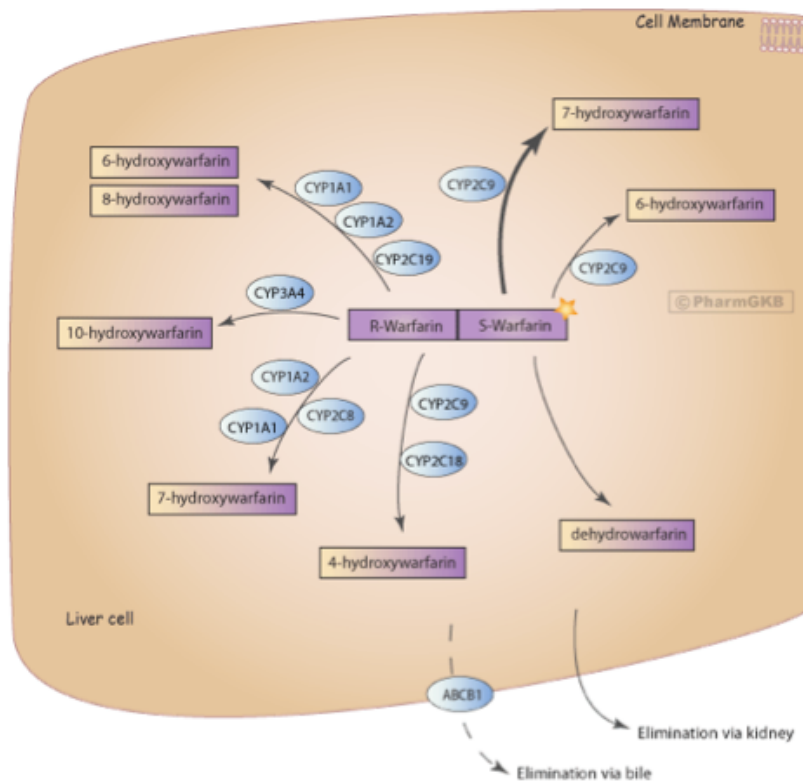 Cell Membrane
7-hydroxywarfarin
6-hydroxywarfarin
8-hydroxywarfarin
CYP1A1
CYP2C9
CYP1A2
6-hydroxywarfarin
CYP2C19
CYP2C9
CYP3A4
©PharmGKB
10-hydroxywarfarin
R-Warfarin
S-Warfarin
CYP1A2
CYP2C9
CYP2C8
CYP1A1
CYP2C18
7-hydroxywarfarin
dehydrowarfarin
4-hydroxywarfarin
Liver cell
ABCB1
Elimination via kidney
Elimination via bile